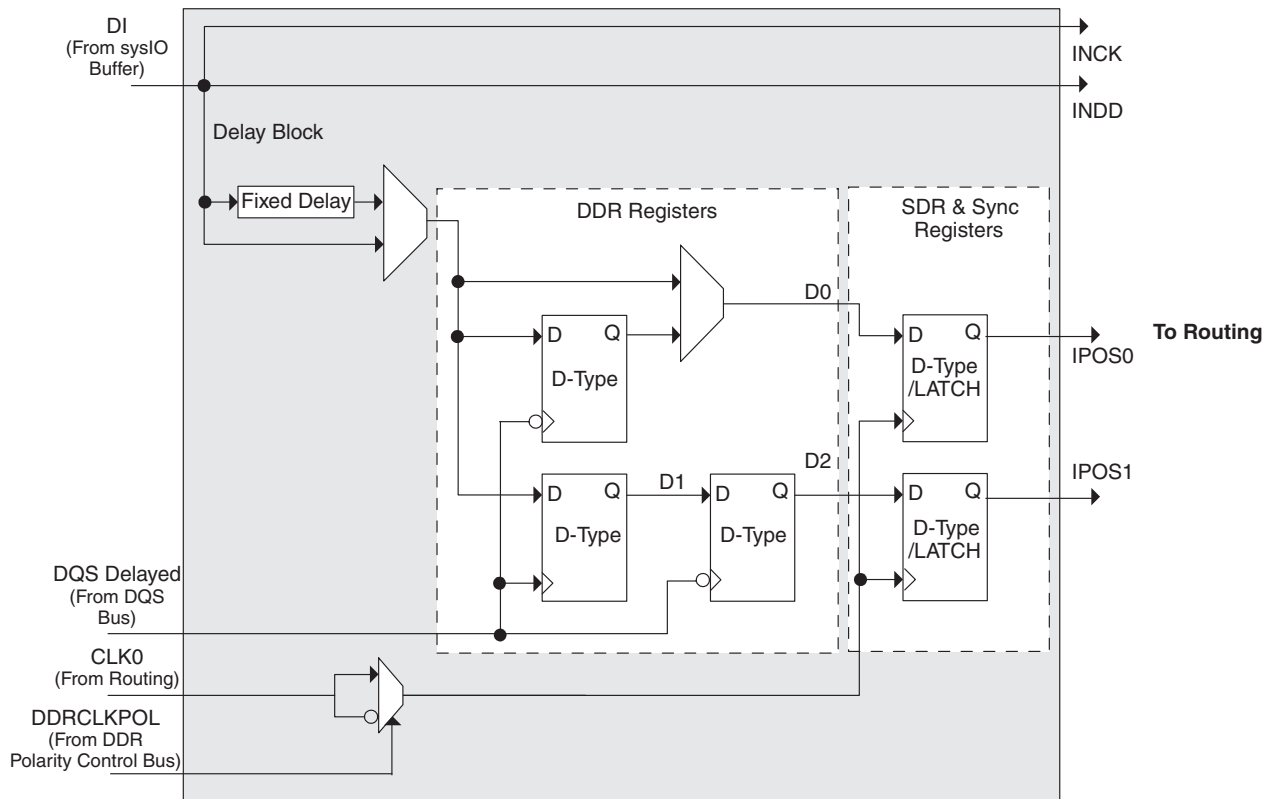 DI
(From sysIO
Buffer)
INCK
INDD
Delay Block
Fixed Delay
DDR Registers
SDR & Sync
Registers
D0
D Q
D-Type
D Q
D-Type
/LATCH
IPOS0
To Routing
D Q
D-Type
D1
D Q
D-Type
D2
D Q
D-Type
/LATCH
IPOS1
DQS Delayed
(From DQS
Bus)
CLK0
(From Routing)
DDRCLKPOL
(From DDR
Polarity Control Bus)